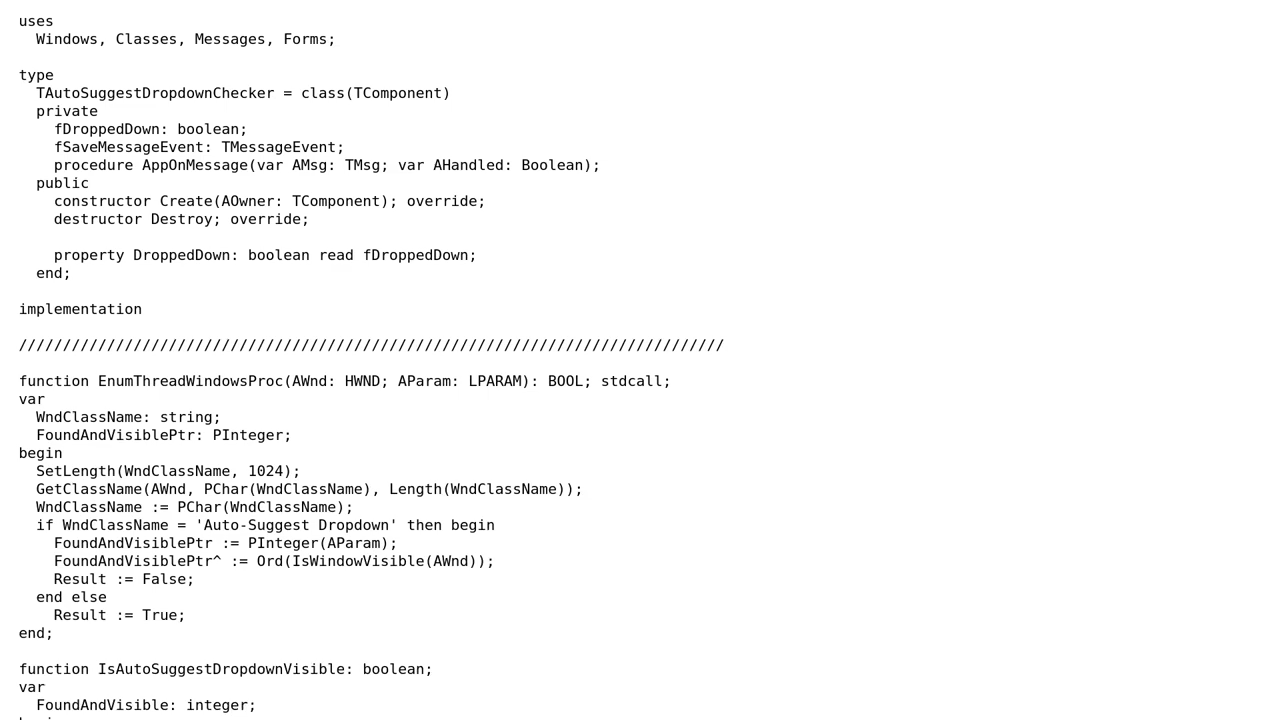 uses
  Windows, Classes, Messages, Forms;

type
  TAutoSuggestDropdownChecker = class(TComponent)
  private
    fDroppedDown: boolean;
    fSaveMessageEvent: TMessageEvent;
    procedure AppOnMessage(var AMsg: TMsg; var AHandled: Boolean);
  public
    constructor Create(AOwner: TComponent); override;
    destructor Destroy; override;

    property DroppedDown: boolean read fDroppedDown;
  end;

implementation

////////////////////////////////////////////////////////////////////////////////

function EnumThreadWindowsProc(AWnd: HWND; AParam: LPARAM): BOOL; stdcall;
var
  WndClassName: string;
  FoundAndVisiblePtr: PInteger;
begin
  SetLength(WndClassName, 1024);
  GetClassName(AWnd, PChar(WndClassName), Length(WndClassName));
  WndClassName := PChar(WndClassName);
  if WndClassName = 'Auto-Suggest Dropdown' then begin
    FoundAndVisiblePtr := PInteger(AParam);
    FoundAndVisiblePtr^ := Ord(IsWindowVisible(AWnd));
    Result := False;
  end else
    Result := True;
end;

function IsAutoSuggestDropdownVisible: boolean;
var
  FoundAndVisible: integer;